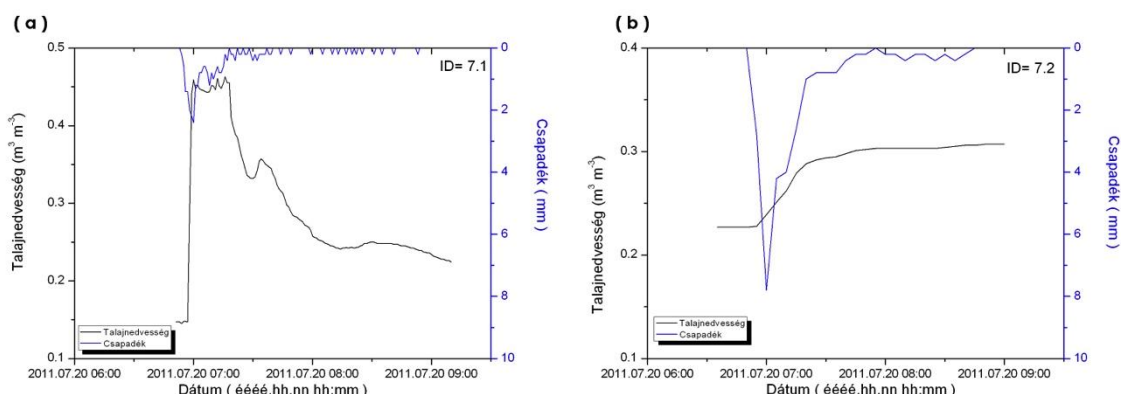 ( a )
0.5
0.4
0.3
0.2
0.1
Talajnedvesség (m³ m⁻³)
ID= 7.1
0
2
4
6
8
10
Csapadék ( mm )
Talajnedvesség
Csapadék
2011.07.20 06:00
2011.07.20 07:00
2011.07.20 08:00
2011.07.20 09:00
Dátum ( éééé.hh.nn hh:mm )
( b )
0.4
0.3
0.2
0.1
Talajnedvesség (m³ m⁻³)
ID= 7.2
0
2
4
6
8
10
Csapadék ( mm )
Talajnedvesség
Csapadék
2011.07.20 06:00
2011.07.20 07:00
2011.07.20 08:00
2011.07.20 09:00
Dátum ( éééé.hh.nn hh:mm )